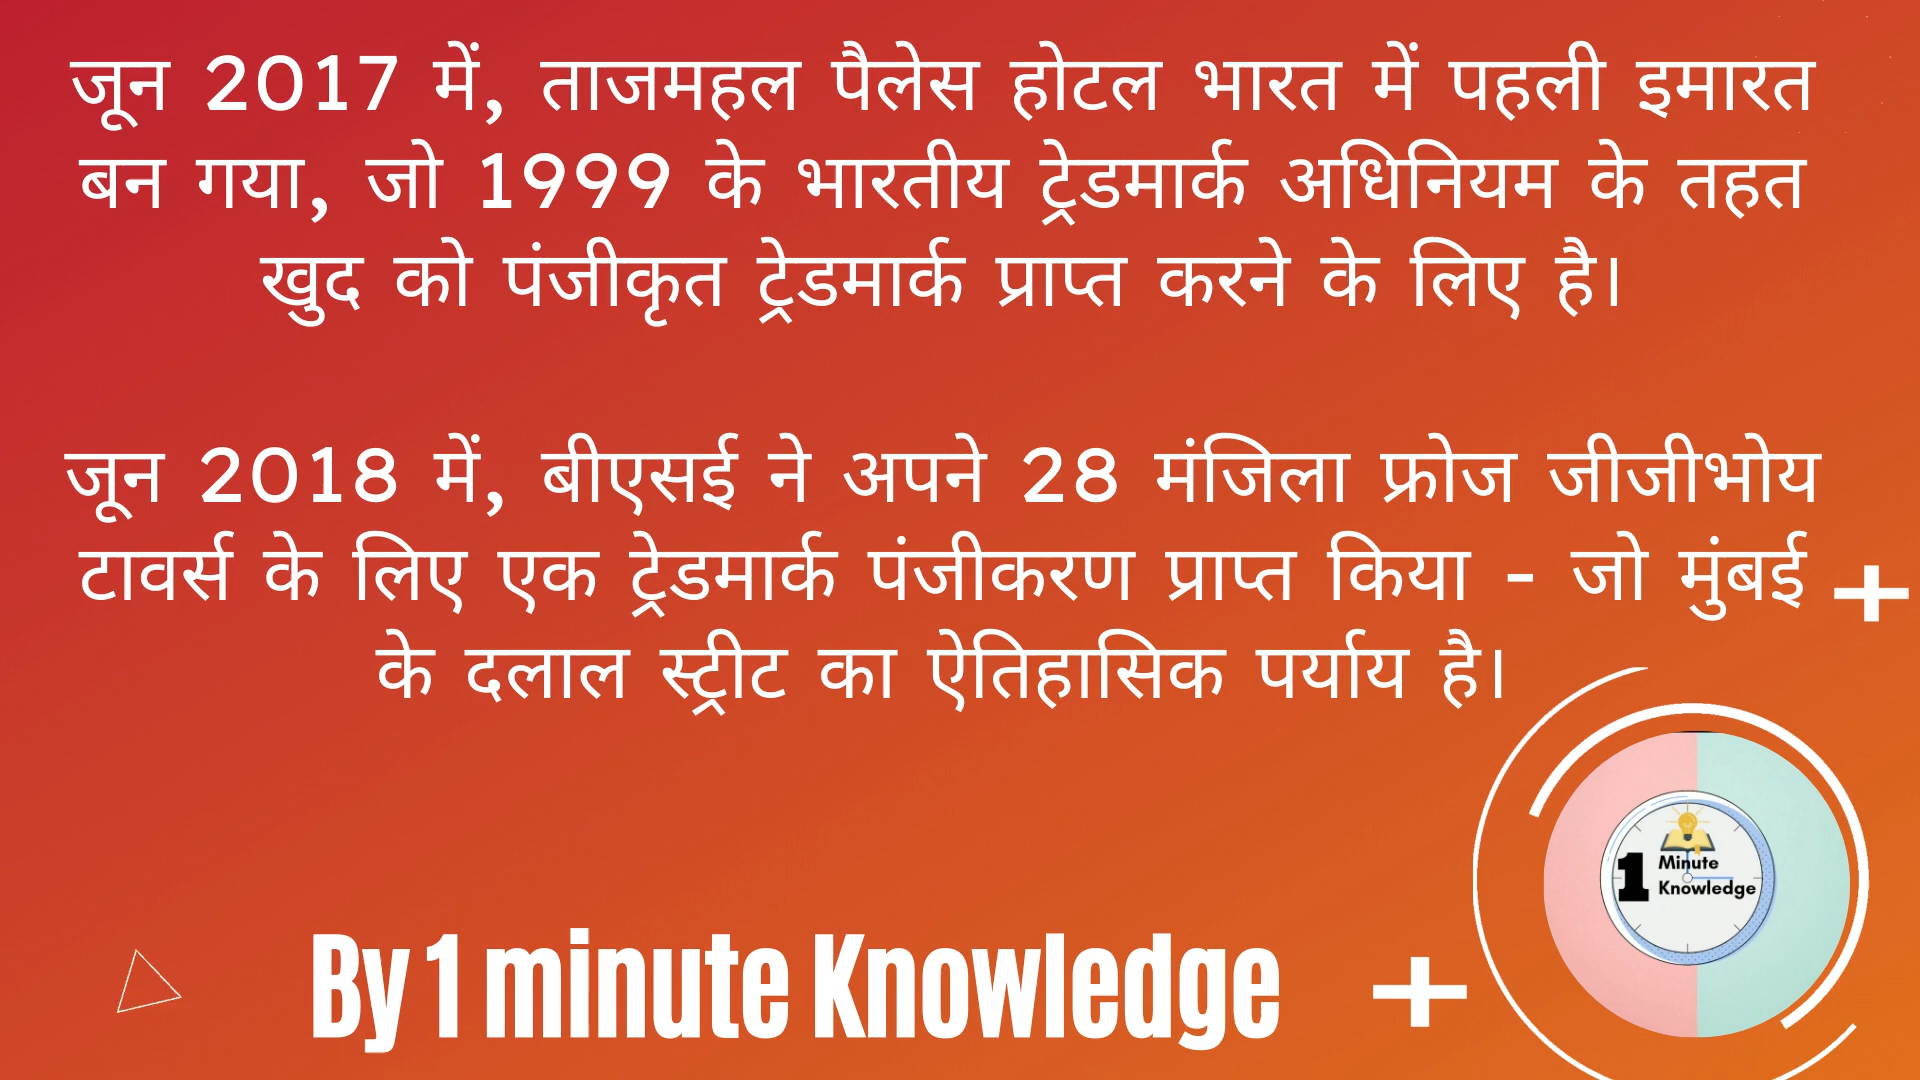 जून 2017 में, ताजमहल पैलेस होटल भारत में पहली इमारत
बन गया, जो 1999 के भारतीय ट्रेडमार्क अधिनियम के तहत
खुद को पंजीकृत ट्रेडमार्क प्राप्त करने के लिए है।
जून 2018 में, बीएसई ने अपने 28 मंजिला फ्रोज जीजीभोय
टावर्स के लिए एक ट्रेडमार्क पंजीकरण प्राप्त किया - जो मुंबई
के दलाल स्ट्रीट का ऐतिहासिक पर्याय है।
1 Minute
Knowledge
By 1 minute Knowledge